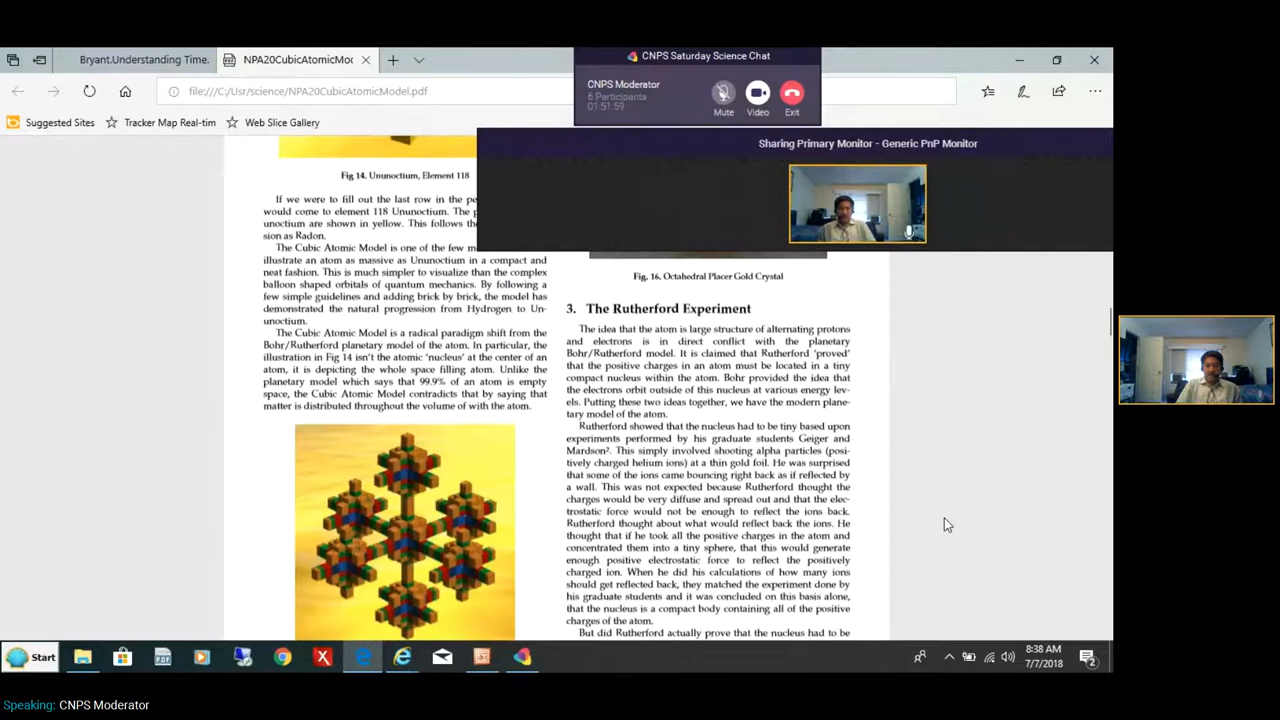 Bryant.Understanding Time.
NPA20CubicAtomicMo
CNPS Saturday Science Chat
CNPS Moderator
6 Participants
01:51:59
Mute
Video
Exit
file:///C:/Usr/science/NPA20CubicAtomicModel.pdf
Suggested Sites
Tracker Map Real-tim
Web Slice Gallery
Sharing Primary Monitor - Generic PnP Monitor
Fig 14. Ununoctium, Element 118
If we were to fill out the last row in the pe
would come to element 118 Ununoctium. The p
unoctium are shown in yellow. This follows the
sion as Radon.
The Cubic Atomic Model is one of the few m
illustrate an atom as massive as Ununoctium in a compact and
neat fashion. This is much simpler to visualize than the complex
balloon shaped orbitals of quantum mechanics. By following a
few simple guidelines and adding brick by brick, the model has
demonstrated the natural progression from Hydrogen to Un-
unoctium.
The Cubic Atomic Model is a radical paradigm shift from the
Bohr/Rutherford planetary model of the atom. In particular, the
illustration in Fig 14 isn't the atomic 'nucleus' at the center of an
atom, it is depicting the whole space filling atom. Unlike the
planetary model which says that 99.9% of an atom is empty
space, the Cubic Atomic Model contradicts that by saying that
matter is distributed throughout the volume of with the atom.
Fig. 16. Octahedral Placer Gold Crystal
3. The Rutherford Experiment
The idea that the atom is large structure of alternating protons
and electrons is in direct conflict with the planetary
Bohr/Rutherford model. It is claimed that Rutherford 'proved'
that the positive charges in an atom must be located in a tiny
compact nucleus within the atom. Bohr provided the idea that
the electrons orbit outside of this nucleus at various energy lev-
els. Putting these two ideas together, we have the modern plane-
tary model of the atom.
Rutherford showed that the nucleus had to be tiny based upon
experiments performed by his graduate students Geiger and
Mardson². This simply involved shooting alpha particles (posi-
tively charged helium ions) at a thin gold foil. He was surprised
that some of the ions came bouncing right back as if reflected by
a wall. This was not expected because Rutherford thought the
charges would be very diffuse and spread out and that the elec-
trostatic force would not be enough to reflect the ions back.
Rutherford thought about what would reflect back the ions. He
thought that if he took all the positive charges in the atom and
concentrated them into a tiny sphere, that this would generate
enough positive electrostatic force to reflect the positively
charged ion. When he did his calculations of how many ions
should get reflected back, they matched the experiment done by
his graduate students and it was concluded on this basis alone,
that the nucleus is a compact body containing all of the positive
charges of the atom.
But did Rutherford actually prove that the nucleus had to be
Start
8:38 AM
7/7/2018
2
Speaking: CNPS Moderator